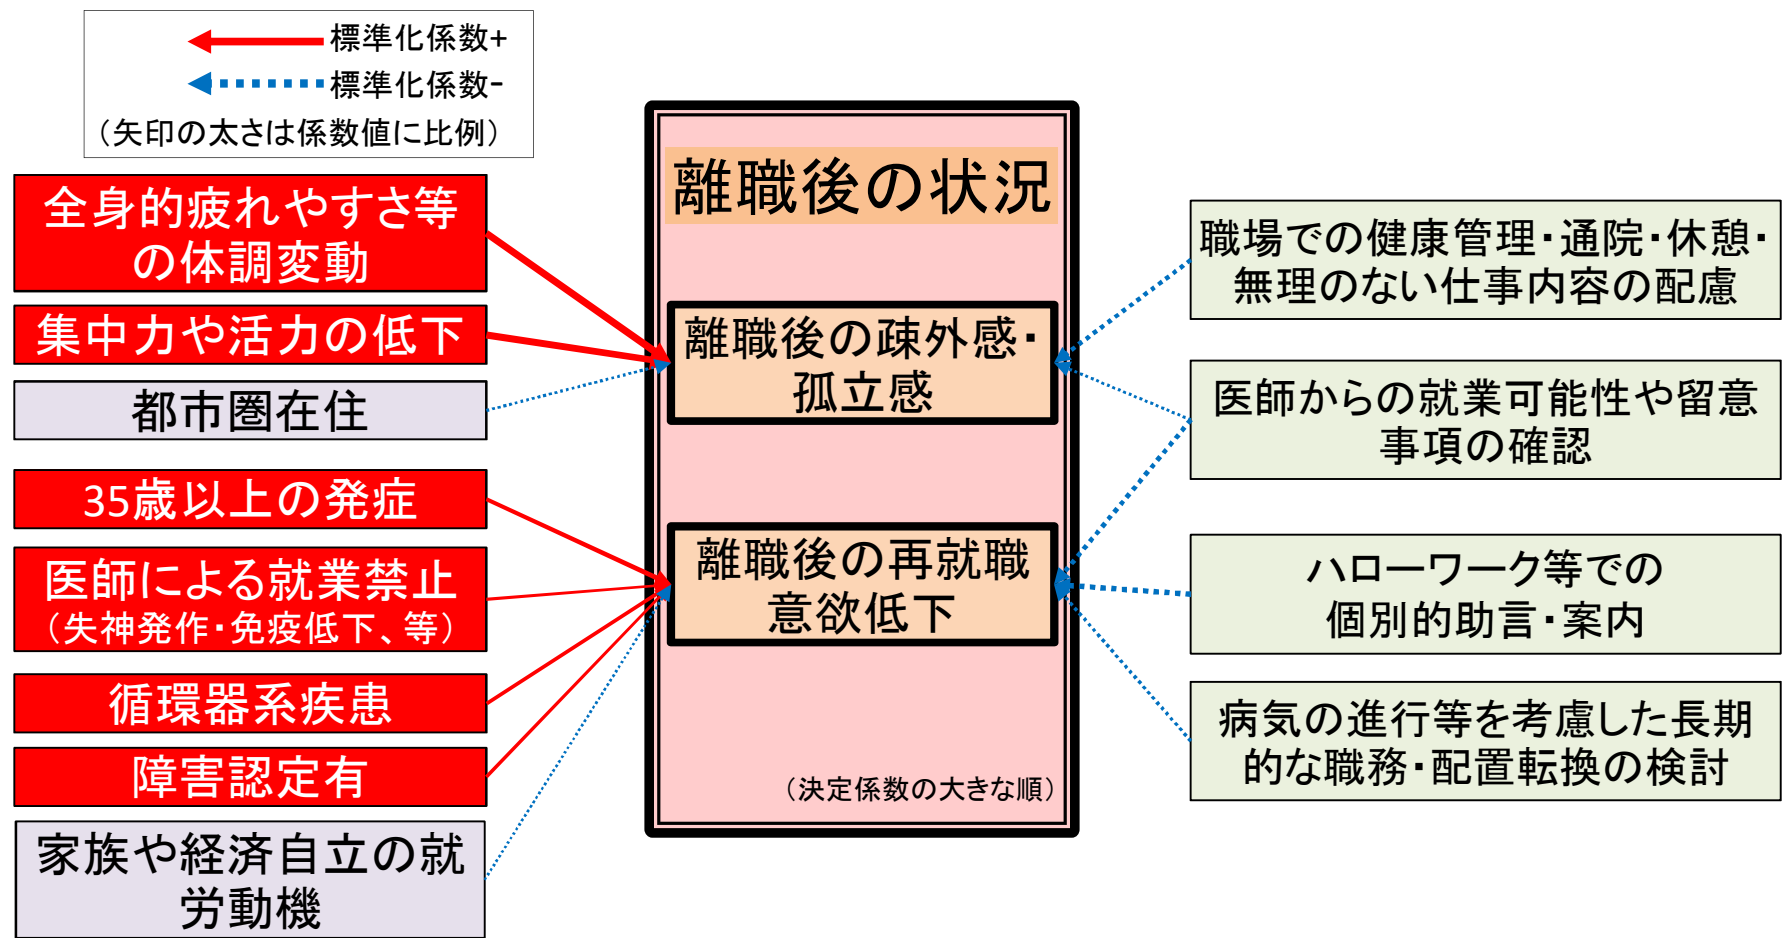 標準化係数+
標準化係数-
（矢印の太さは係数値に比例）
全身的疲れやすさ等
の体調変動
集中力や活力の低下
都市圏在住
35歳以上の発症
医師による就業禁止
（失神発作・免疫低下、等）
循環器系疾患
障害認定有
家族や経済自立の就
労動機
離職後の状況
離職後の疎外感・
孤立感
離職後の再就職
意欲低下
（決定係数の大きな順）
職場での健康管理・通院・休憩・
無理のない仕事内容の配慮
医師からの就業可能性や留意
事項の確認
ハローワーク等での
個別的助言・案内
病気の進行等を考慮した長期
的な職務・配置転換の検討